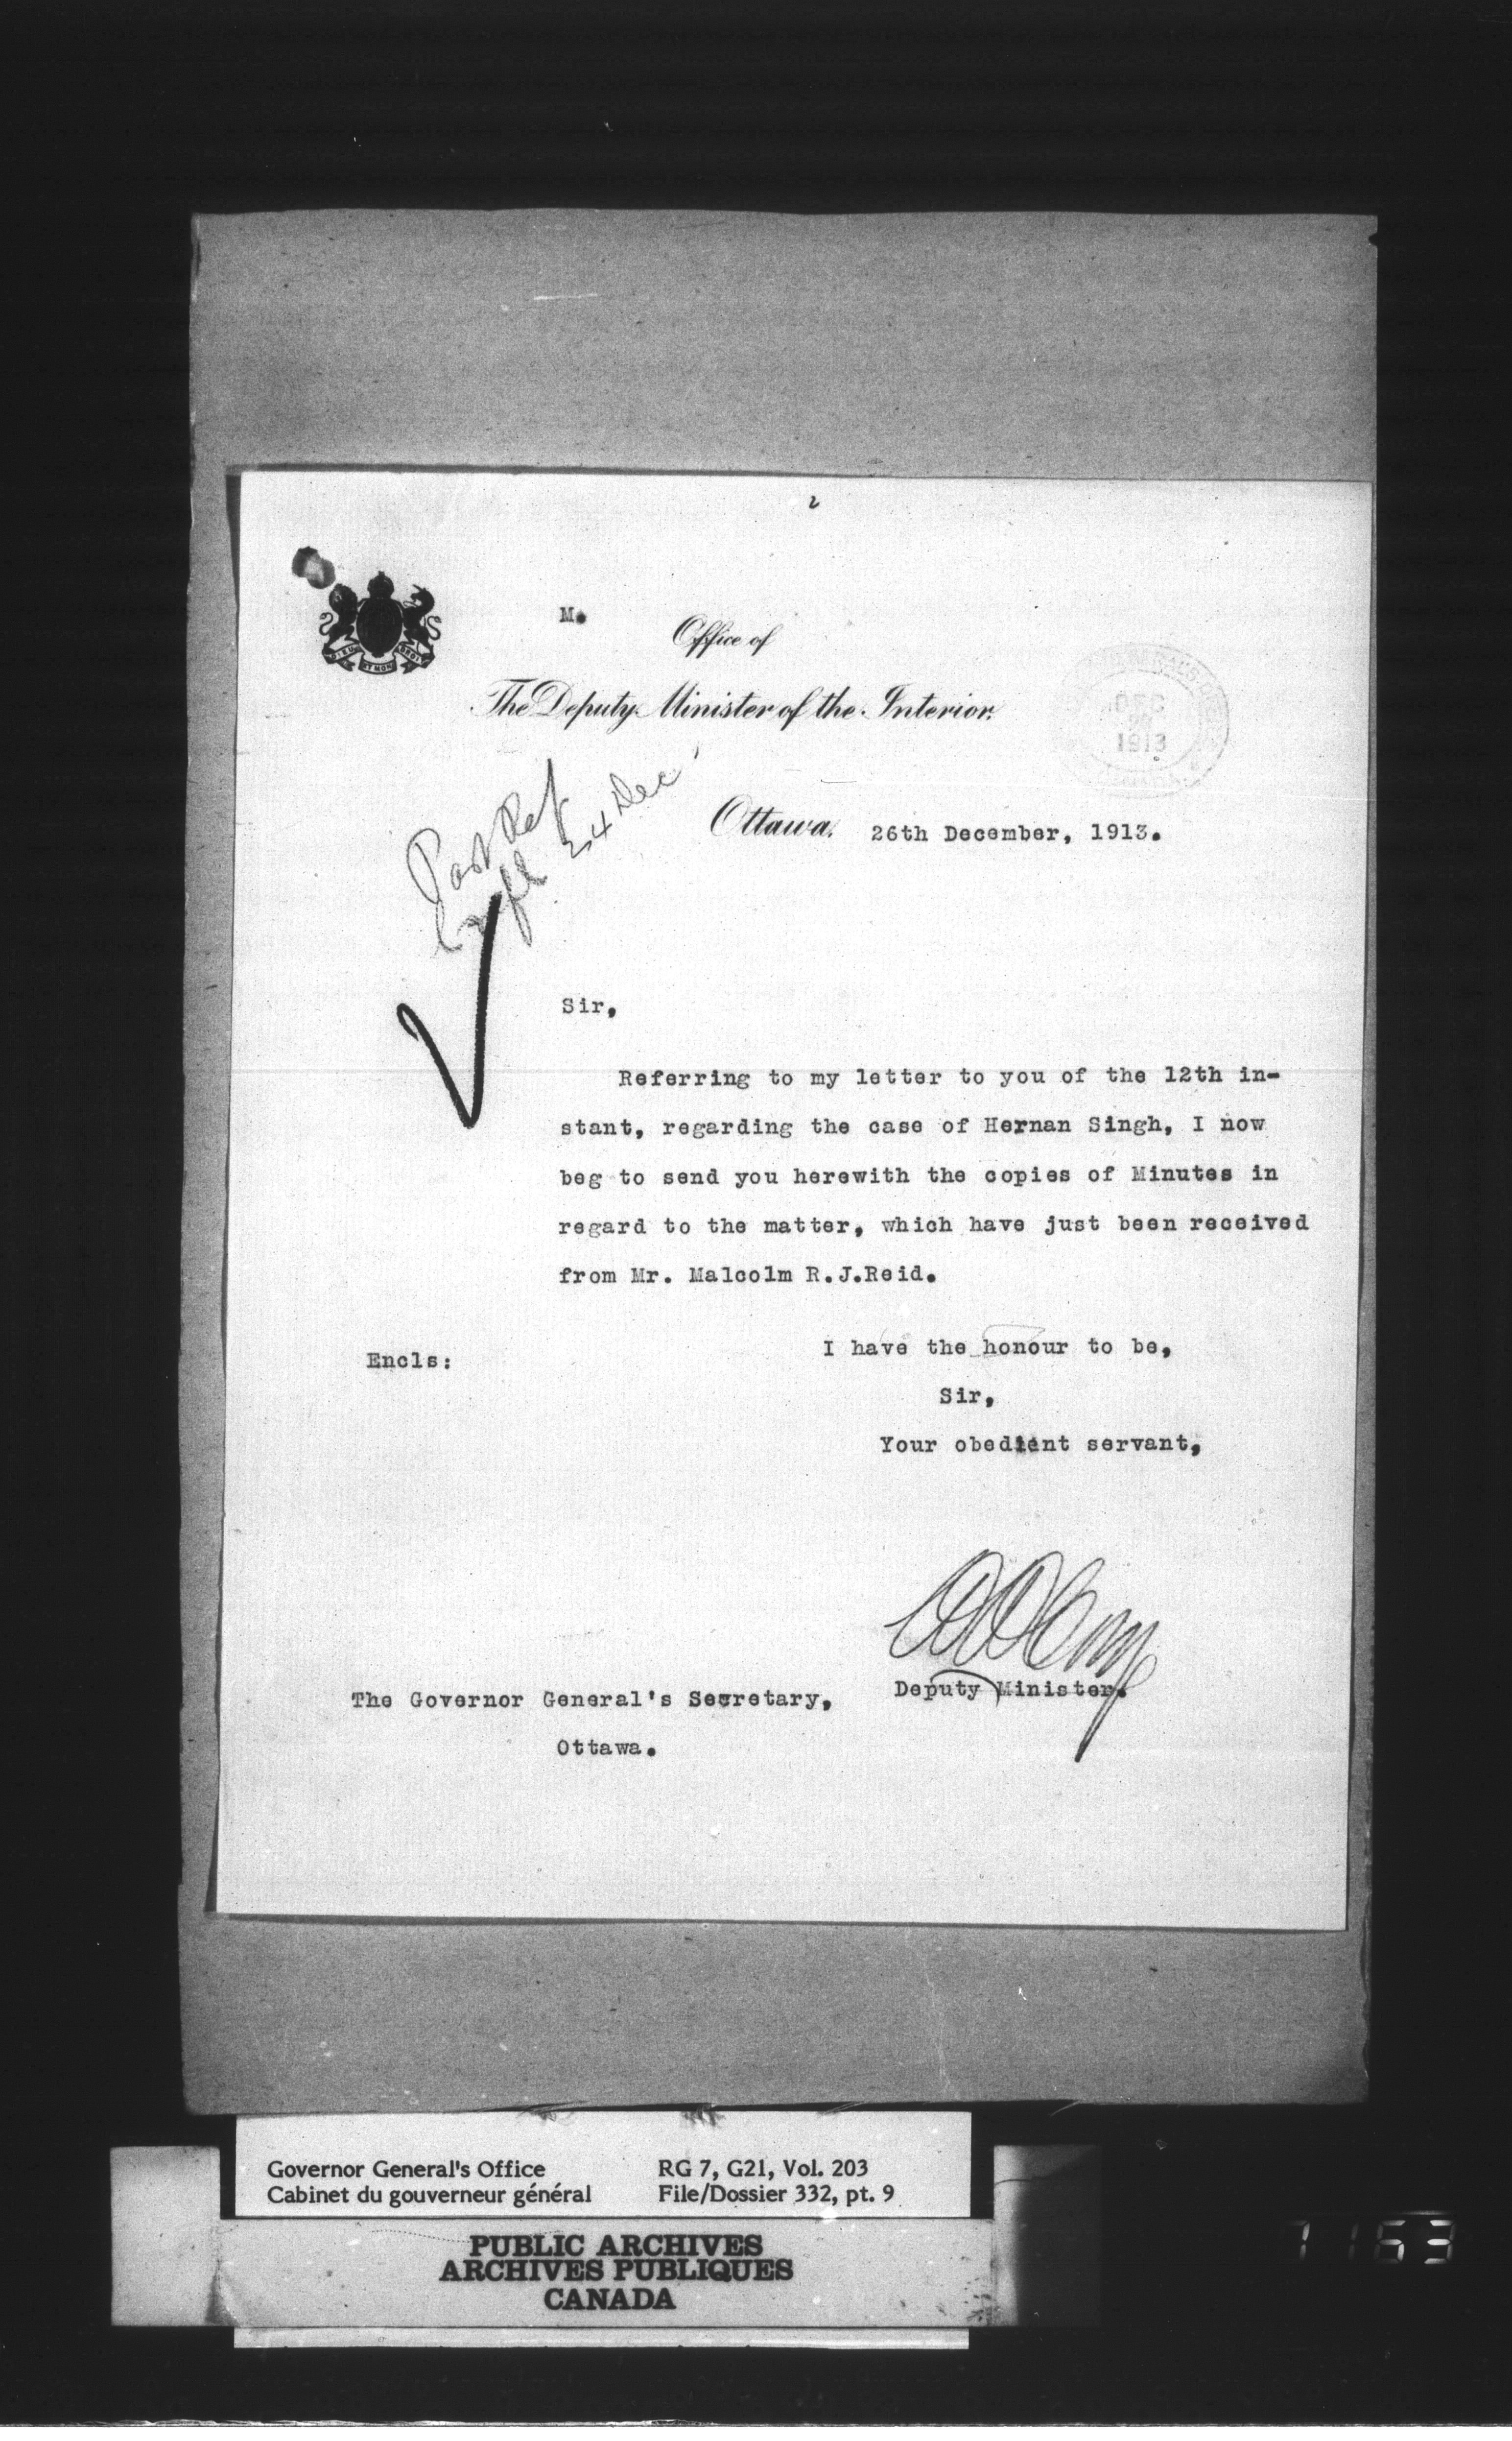 M.
Office of
The Deputy Minister of the Interior.
DEC
1913
Ottawa, 26th December, 1913.
24 Dec
Sir,
Referring to my letter to you of the 12th in-
stant, regarding the case of Hernan Singh, I now
beg to send you herewith the copies of Minutes in
regard to the matter, which have just been received
from Mr. Malcolm R.J.Reid.
I have the honour to be,
Encls:
Sir,
Your obedient servant,
Deputy Minister.
The Governor General's Secretary,
Ottawa.
Governor General's Office RG 7, G21, Vol. 203
Cabinet du gouverneur général File/Dossier 332, pt. 9
PUBLIC ARCHIVES
ARCHIVES PUBLIQUES
CANADA
1163